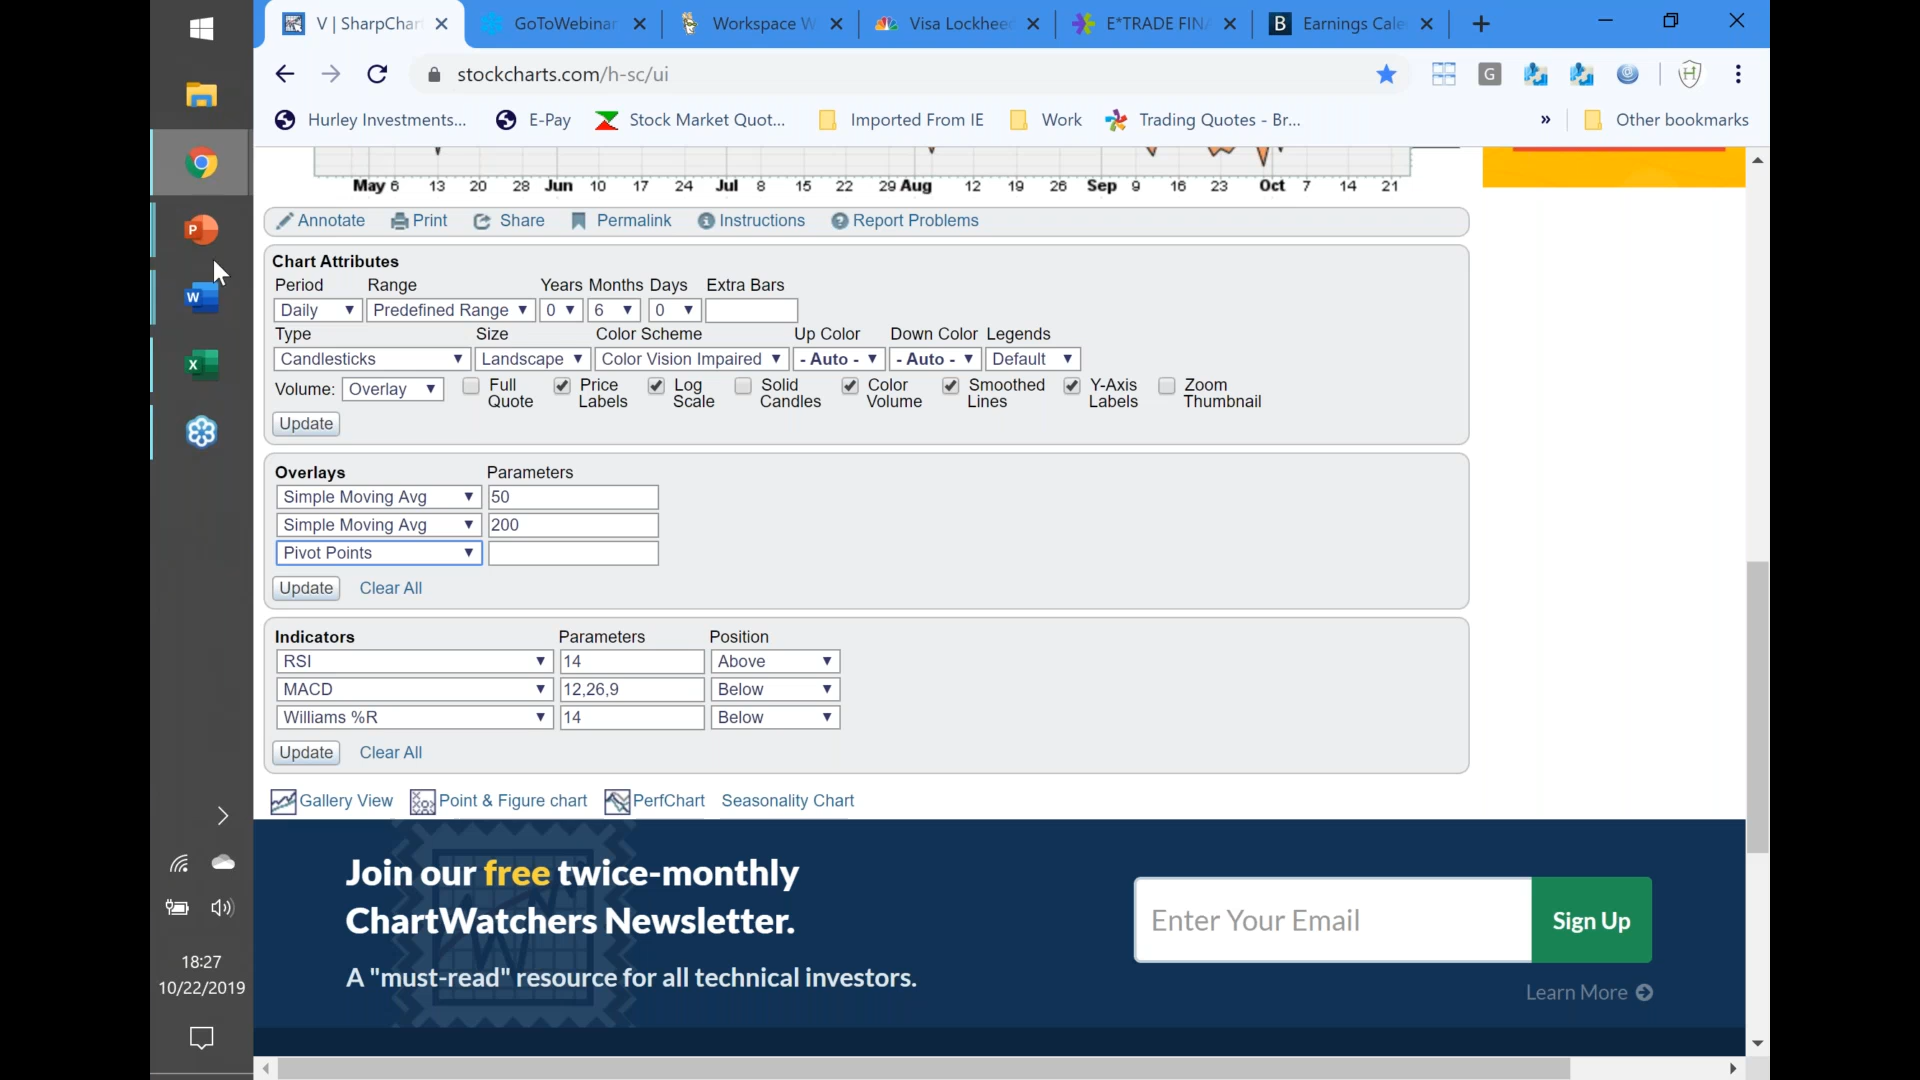 V | SharpChar
GoToWebinar
Workspace W
Visa Lockhee
E*TRADE FINA
Earnings Cale
stockcharts.com/h-sc/ui
Hurley Investments...
E-Pay
Stock Market Quot...
Imported From IE
Work
Trading Quotes - Br...
»
Other bookmarks
May 6 13 20 28 Jun 10 17 24 Jul 8 15 22 29 Aug 12 19 26 Sep 9 16 23 Oct 7 14 21
Annotate Print Share Permalink Instructions Report Problems
Chart Attributes
Period Range Years Months Days Extra Bars
Daily Predefined Range 0 6 0
Type Size Color Scheme Up Color Down Color Legends
Candlesticks Landscape Color Vision Impaired - Auto - - Auto - Default
Volume: Overlay Full Quote Price Labels Log Scale Solid Candles Color Volume Smoothed Lines Y-Axis Labels Zoom Thumbnail
Update
Overlays Parameters
Simple Moving Avg 50
Simple Moving Avg 200
Pivot Points
Update Clear All
Indicators Parameters Position
RSI 14 Above
MACD 12,26,9 Below
Williams %R 14 Below
Update Clear All
Gallery View Point & Figure chart PerfChart Seasonality Chart
Join our free twice-monthly
ChartWatchers Newsletter.
A "must-read" resource for all technical investors.
Enter Your Email
Sign Up
Learn More
18:27
10/22/2019